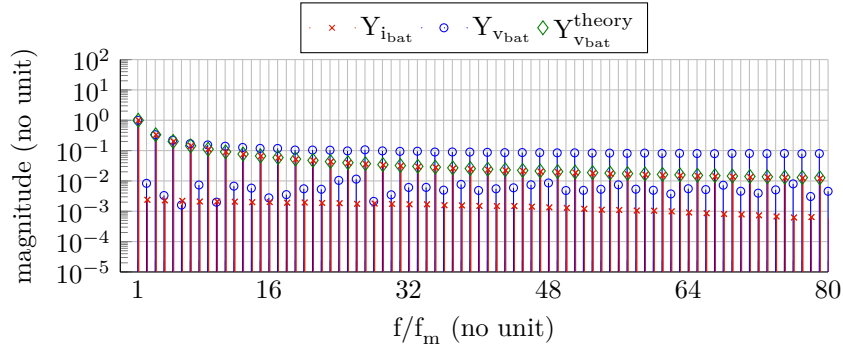 Y_{i_{bat}} Y_{v_{bat}} Y_{v_{bat}}^{theory}
10^2
10^1
10^0
10^{-1}
10^{-2}
10^{-3}
10^{-4}
10^{-5}
magnitude (no unit)
1 16 32 48 64 80
f/f_m (no unit)